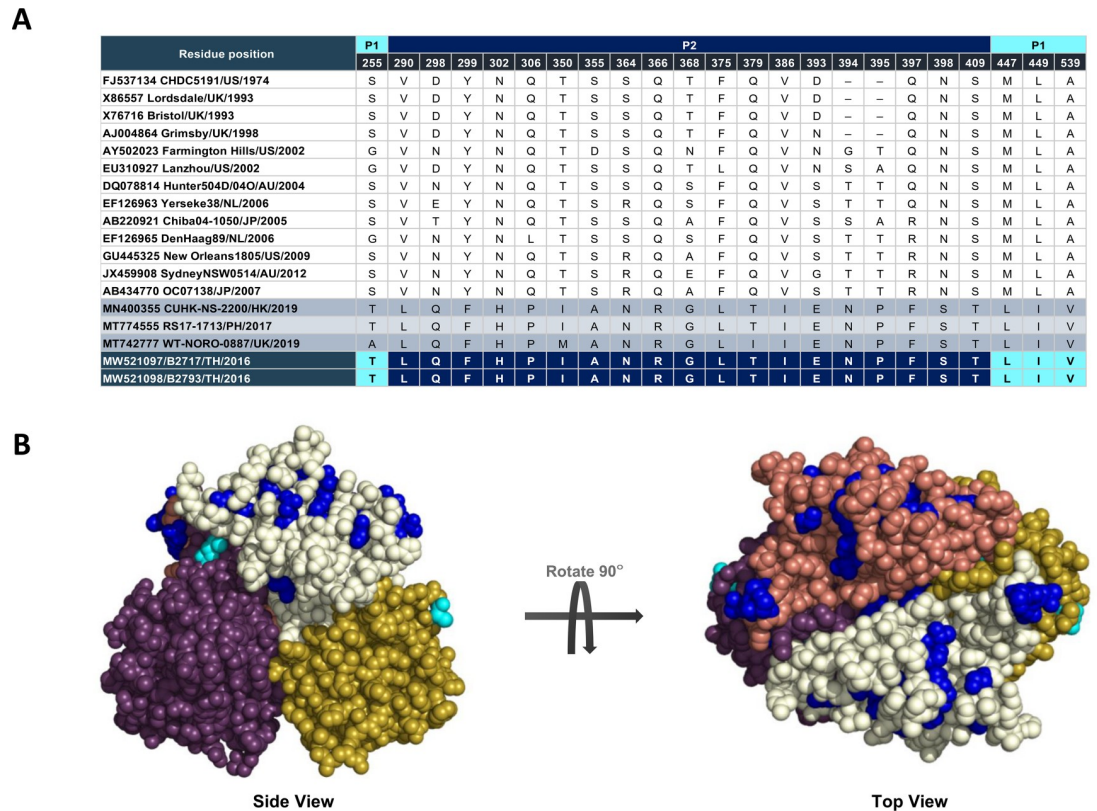 A
Residue position P1 P2 P1
255 290 298 299 302 306 350 355 364 366 368 375 379 386 393 394 395 397 398 409 447 449 539
FJ537134 CHDC5191/US/1974 S V D Y N Q T S S Q T F Q V D – – Q N S M L A
X86557 Lordsdale/UK/1993 S V D Y N Q T S S Q T F Q V D – – Q N S M L A
X76716 Bristol/UK/1993 S V D Y N Q T S S Q T F Q V D – – Q N S M L A
AJ004864 Grimsby/UK/1998 S V D Y N Q T S S Q T F Q V N – – Q N S M L A
AY502023 Farmington Hills/US/2002 G V N Y N Q T D S Q N F Q V N G T Q N S M L A
EU310927 Lanzhou/US/2002 G V D Y N Q T S S Q T L Q V N S A Q N S M L A
DQ078814 Hunter504D/04O/AU/2004 S V N Y N Q T S S Q S F Q V S T T Q N S M L A
EF126963 Yerseke38/NL/2006 S V E Y N Q T S R Q S F Q V S T T Q N S M L A
AB220921 Chiba04-1050/JP/2005 S V T Y N Q T S S Q A F Q V S S A R N S M L A
EF126965 DenHaag89/NL/2006 G V N Y N L T S S Q S F Q V S T T R N S M L A
GU445325 New Orleans1805/US/2009 S V N Y N Q T S R Q A F Q V S T T R N S M L A
JX459908 SydneyNSW0514/AU/2012 S V N Y N Q T S R Q E F Q V G T T R N S M L A
AB434770 OC07138/JP/2007 S V N Y N Q T S R Q A F Q V S T T R N S M L A
MN400355 CUHK-NS-2200/HK/2019 T L Q F H P I A N R G L T I E N P F S T L I V
MT774555 RS17-1713/PH/2017 T L Q F H P I A N R G L T I E N P F S T L I V
MT742777 WT-NORO-0887/UK/2019 A L Q F H P M A N R G L I I E N P F S T L I V
MW521097/B2717/TH/2016 T L Q F H P I A N R G L T I E N P F S T L I V
MW521098/B2793/TH/2016 T L Q F H P I A N R G L T I E N P F S T L I V
B
Rotate 90°
Side View
Top View